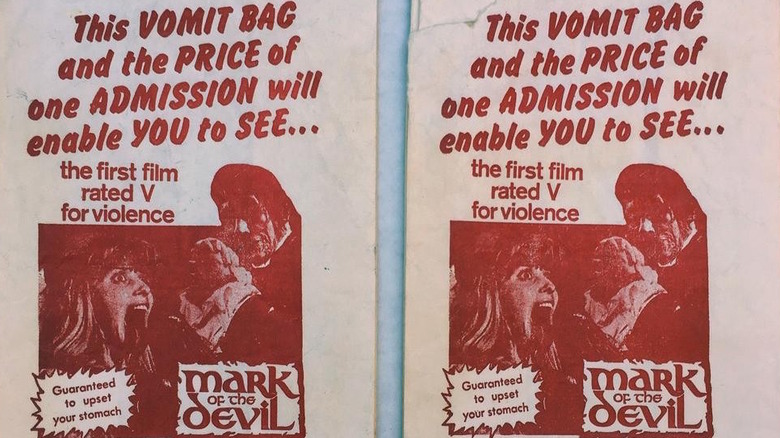 This VOMIT BAG
and the PRICE of
one ADMISSION will
enable YOU to SEE...
the first film
rated V
for violence
Guaranteed
to upset
your stomach
MARK
OF THE
DEVIL
This VOMIT BAG
and the PRICE of
one ADMISSION will
enable YOU to SEE...
the first film
rated V
for violence
Guaranteed
to upset
your stomach
MARK
OF THE
DEVIL